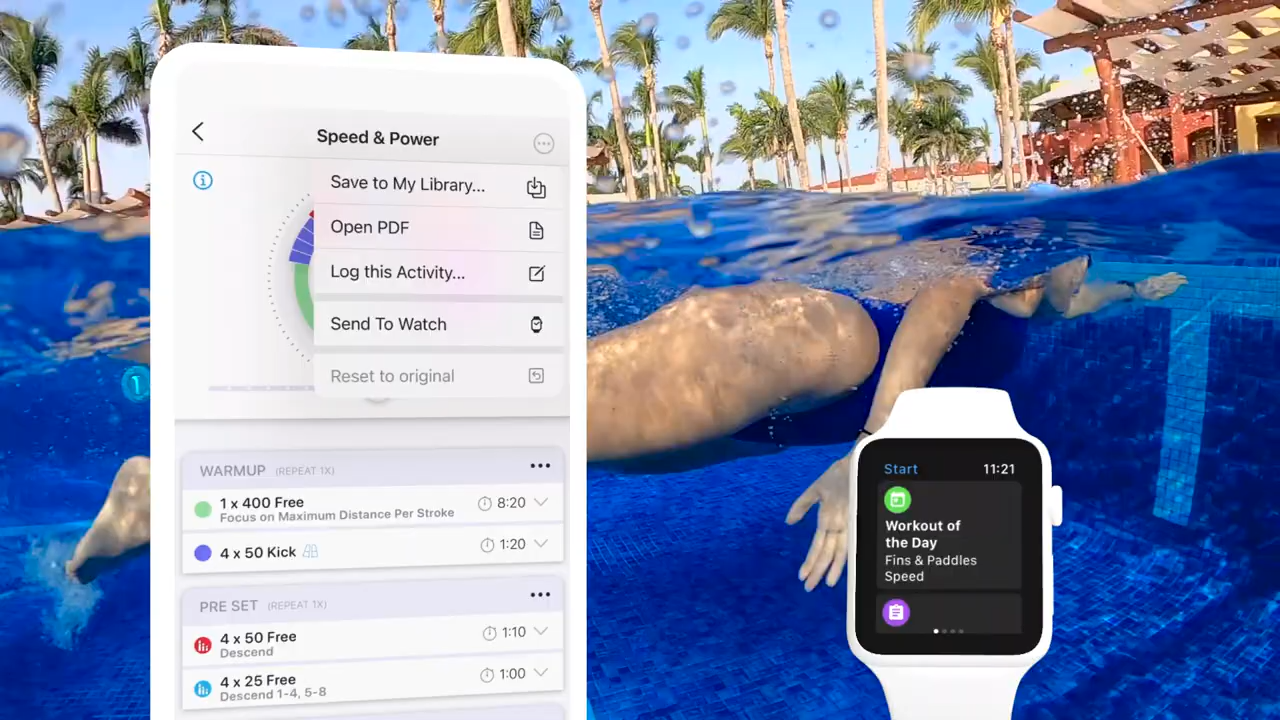 Speed & Power
Save to My Library...
Open PDF
Log this Activity...
Send To Watch
Reset to original
WARMUP (REPEAT 1X)
1 x 400 Free
8:20
Focus on Maximum Distance Per Stroke
4 x 50 Kick
1:20
PRE SET (REPEAT 1X)
4 x 50 Free
1:10
Descend
4 x 25 Free
1:00
Descend 1-4, 5-8
1
Start
11:21
Workout of
the Day
Fins & Paddles
Speed